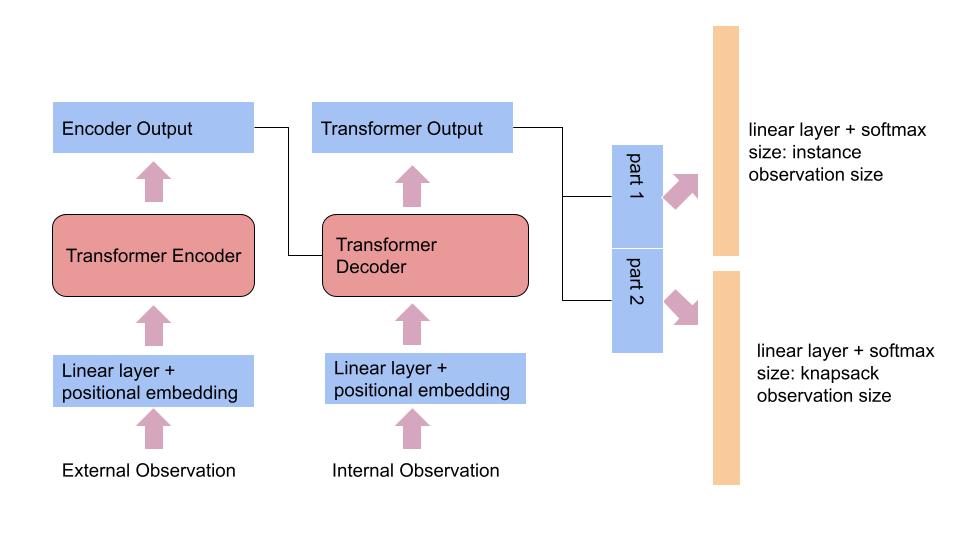 Encoder Output
Transformer Output
Transformer Encoder
Transformer
Decoder
Linear layer +
positional embedding
Linear layer +
positional embedding
External Observation
Internal Observation
part 1
part 2
linear layer + softmax
size: instance
observation size
linear layer + softmax
size: knapsack
observation size